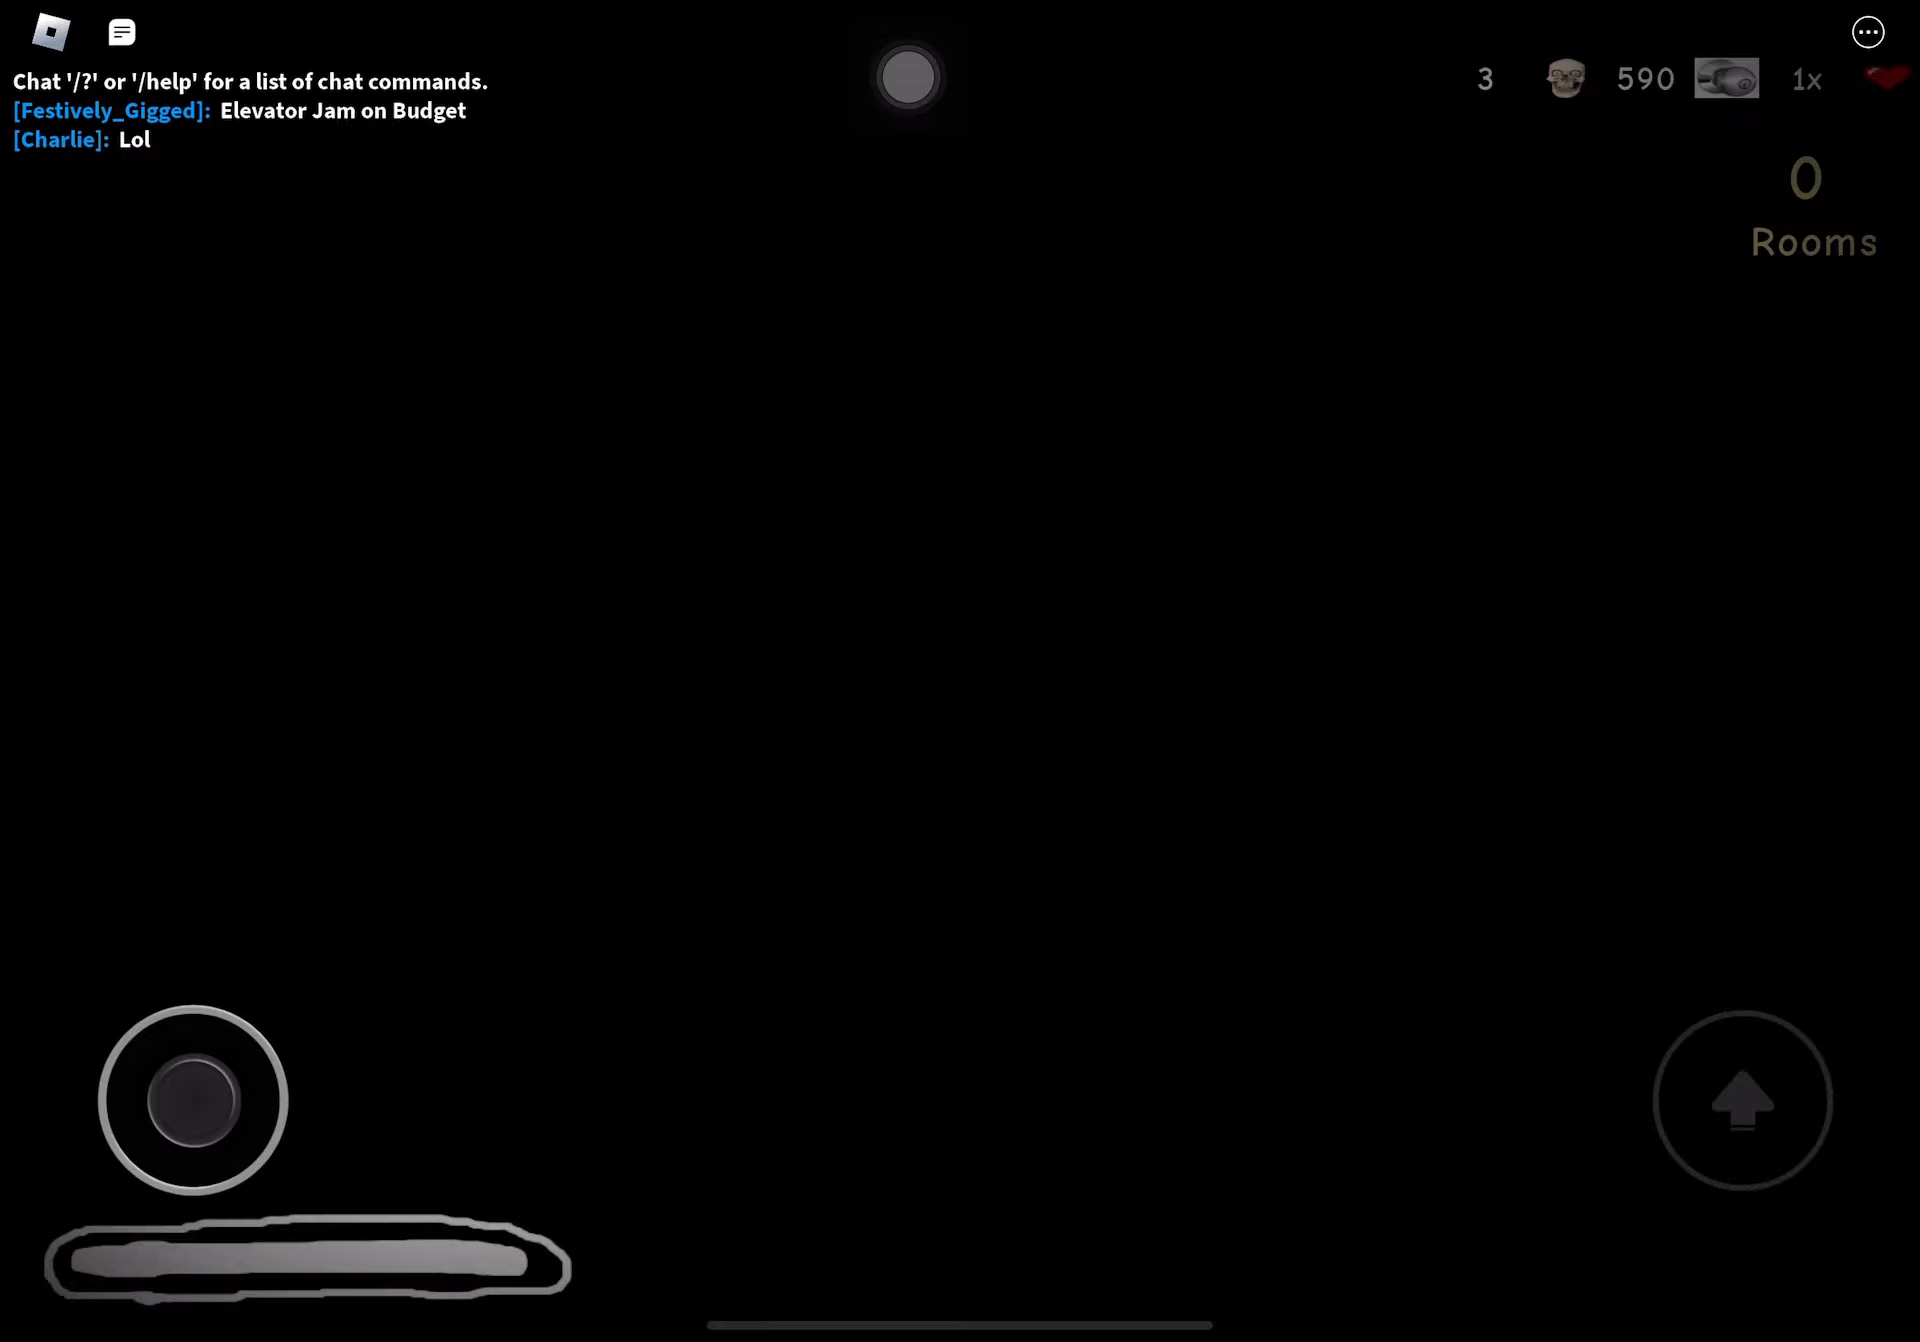 Chat '/?' or '/help' for a list of chat commands.
[Festively_Gigged]: Elevator Jam on Budget
[Charlie]: Lol
3 590 1x
0
Rooms